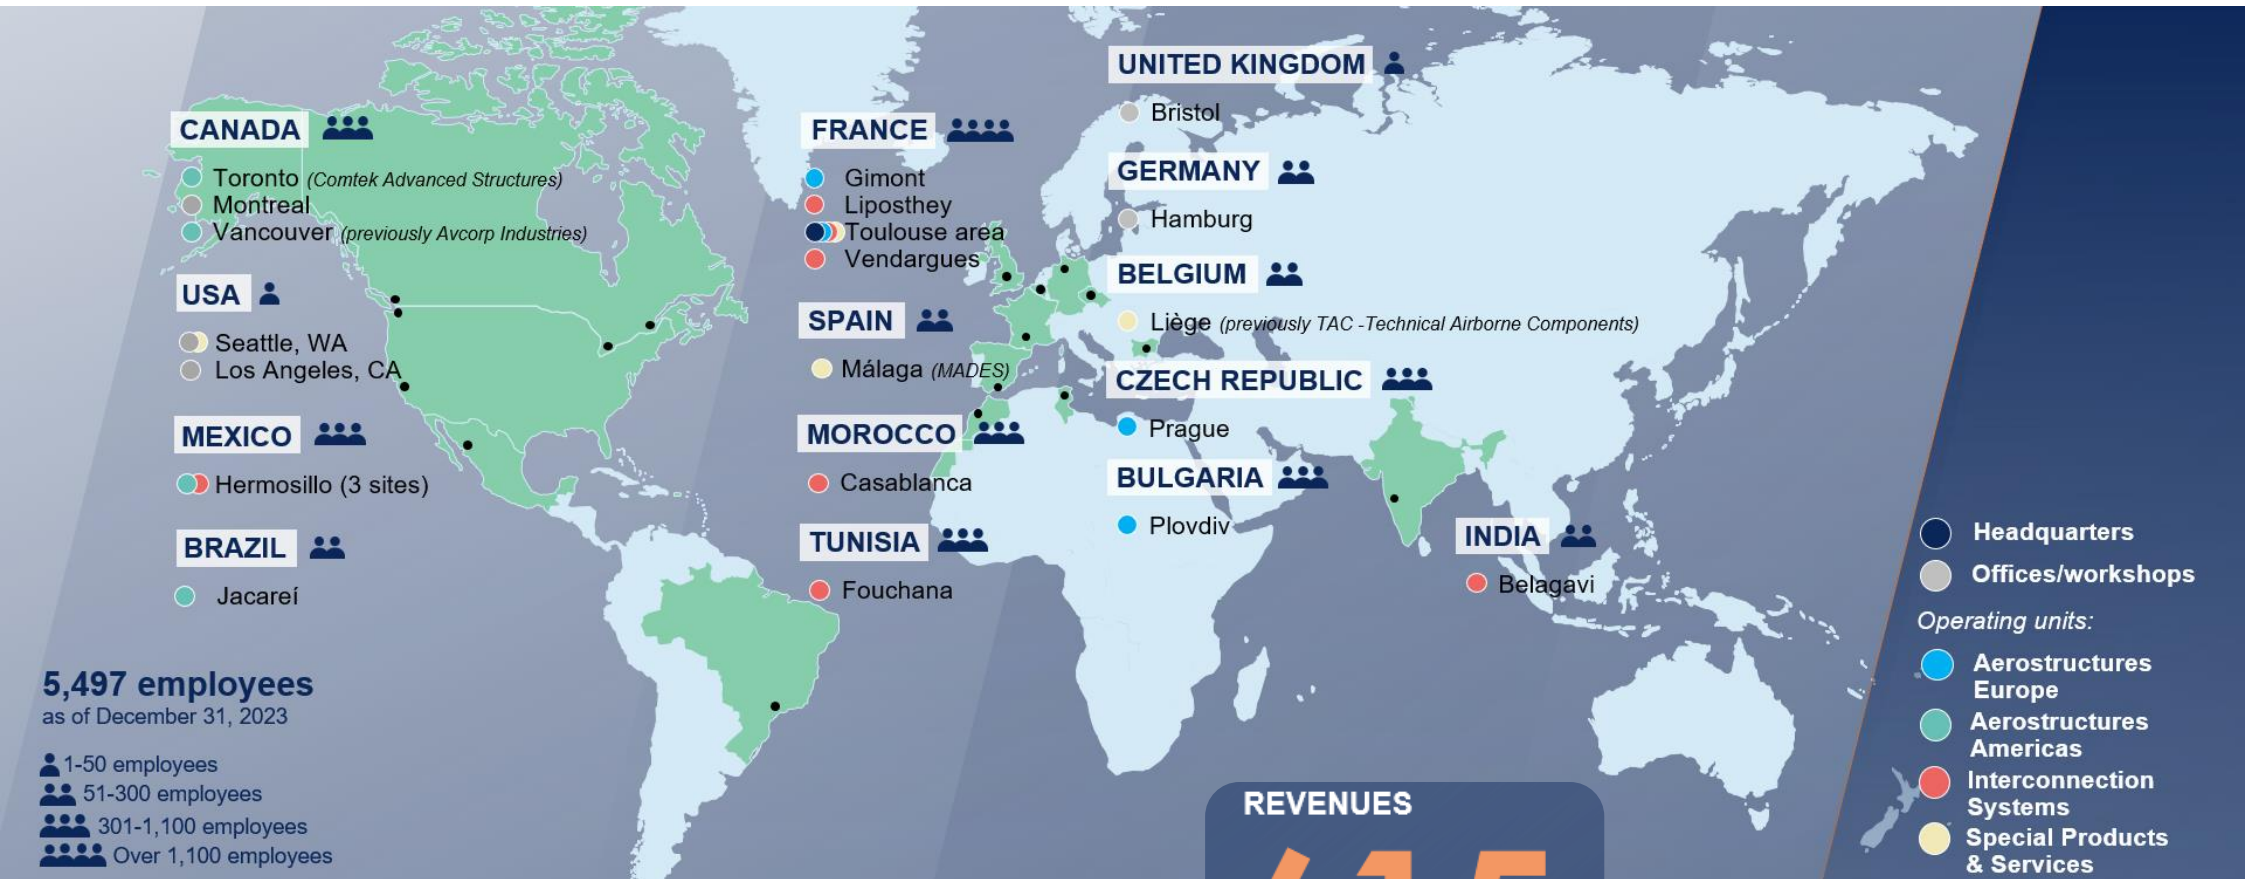 CANADA
Toronto (Comtek Advanced Structures)
Montreal
Vancouver (previously Avcorp Industries)
USA
Seattle, WA
Los Angeles, CA
MEXICO
Hermosillo (3 sites)
BRAZIL
Jacareí
5,497 employees
as of December 31, 2023
1-50 employees
51-300 employees
301-1,100 employees
Over 1,100 employees
FRANCE
Gimont
Liposthey
Toulouse area
Vendargues
SPAIN
Málaga (MADES)
MOROCCO
Casablanca
TUNISIA
Fouchana
UNITED KINGDOM
Bristol
GERMANY
Hamburg
BELGIUM
Liège (previously TAC -Technical Airborne Components)
CZECH REPUBLIC
Prague
BULGARIA
Plovdiv
INDIA
Belagavi
REVENUES
Headquarters
Offices/workshops
Operating units:
Aerostructures
Europe
Aerostructures
Americas
Interconnection
Systems
Special Products
& Services